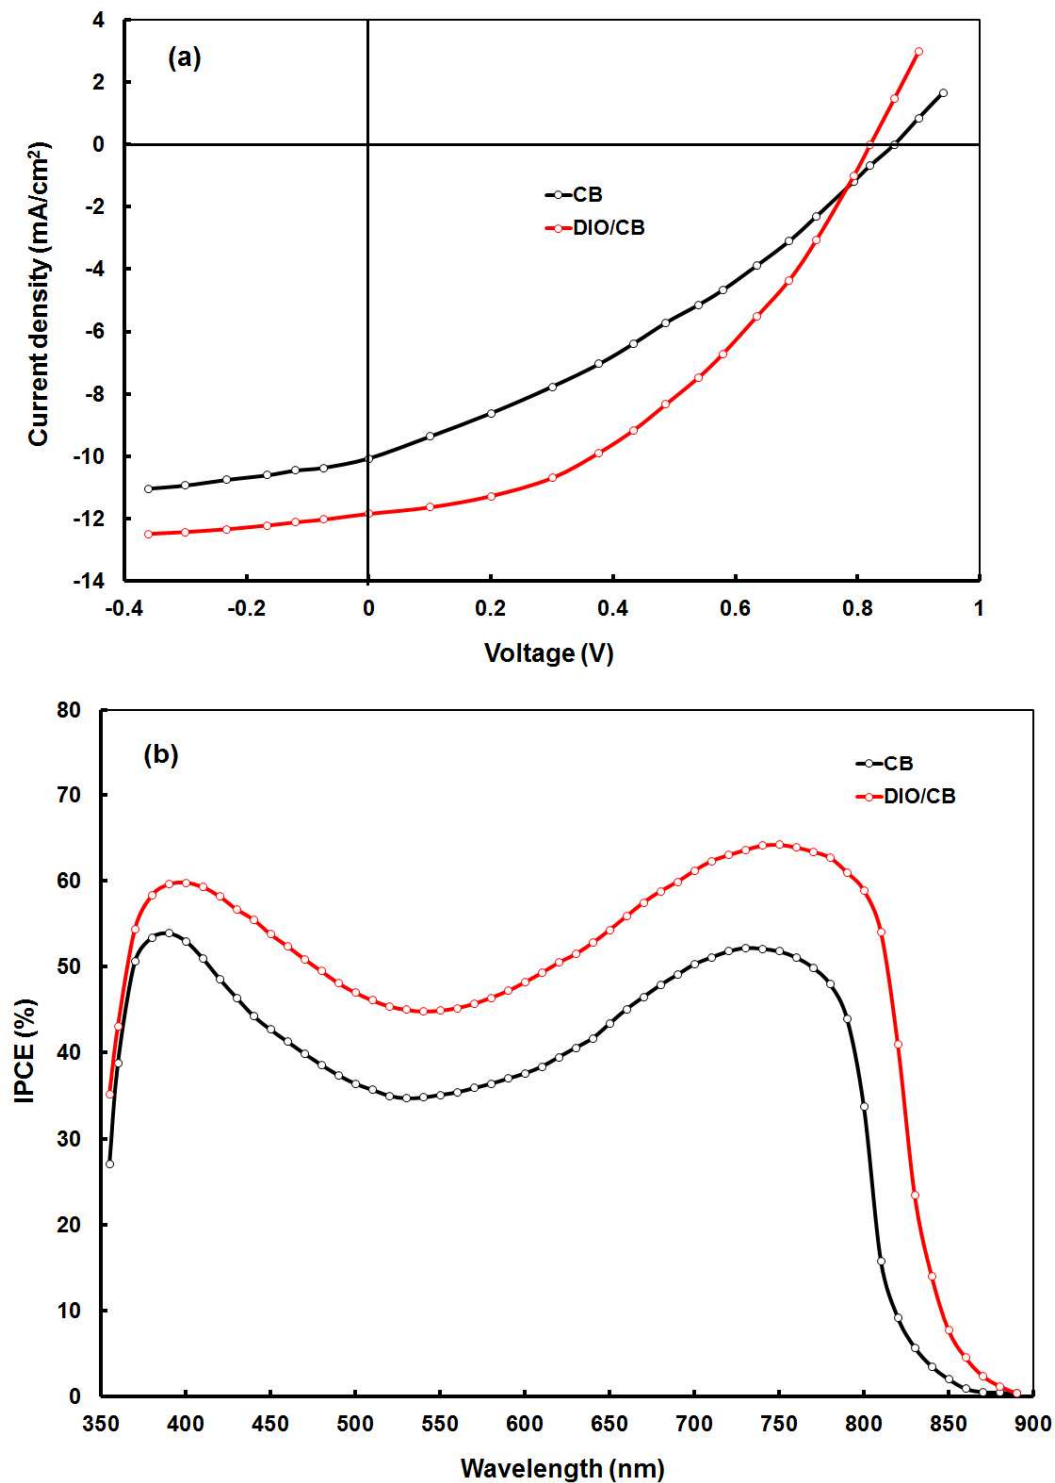 (a)
4
2
0
-2
-4
-6
-8
-10
-12
-14
Current density (mA/cm²)
CB
DIO/CB
-0.4 -0.2 0 0.2 0.4 0.6 0.8 1
Voltage (V)
(b)
80
70
60
50
40
30
20
10
0
IPCE (%)
CB
DIO/CB
350 400 450 500 550 600 650 700 750 800 850 900
Wavelength (nm)